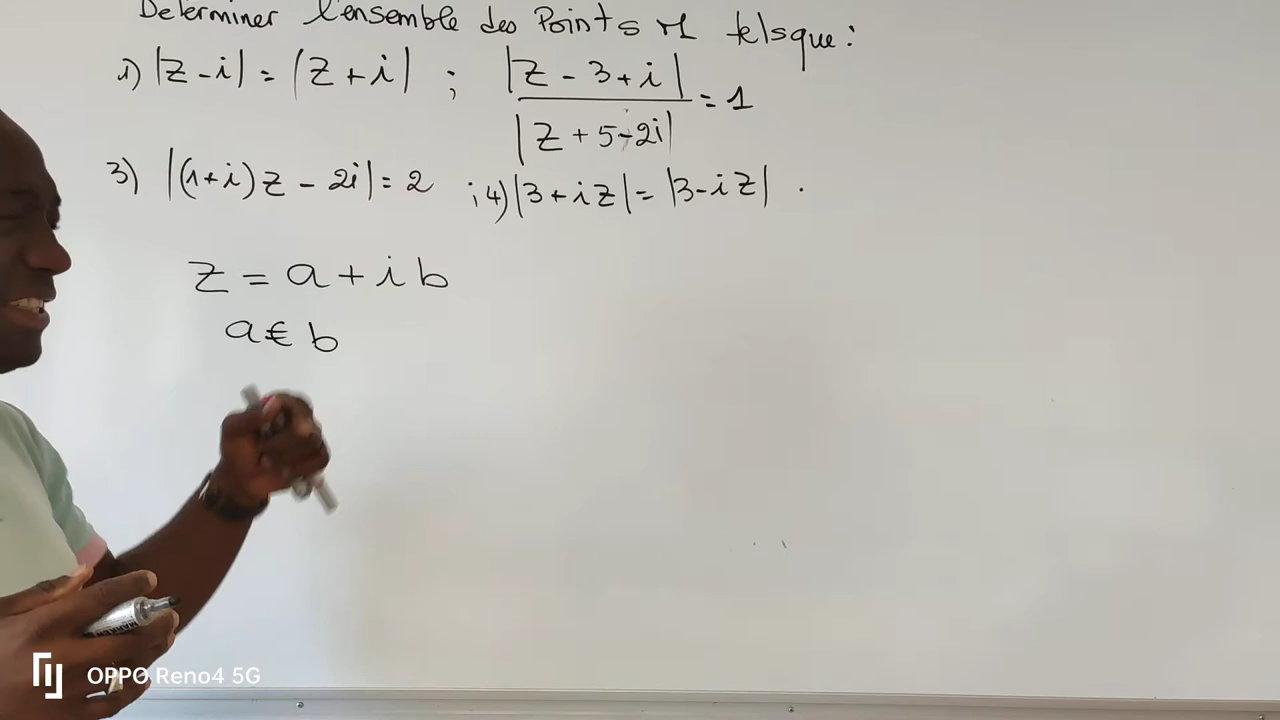 Determiner l'ensemble des Points M telsque :
1) |Z - i| = |Z + i| ; |Z - 3 + i| / |Z + 5 - 2i| = 1
3) |(1+i)Z - 2i| = 2 ; 4) |3 + iZ| = |3 - iZ| .
Z = a + i b
a € b
MARKER
OPPO Reno4 5G